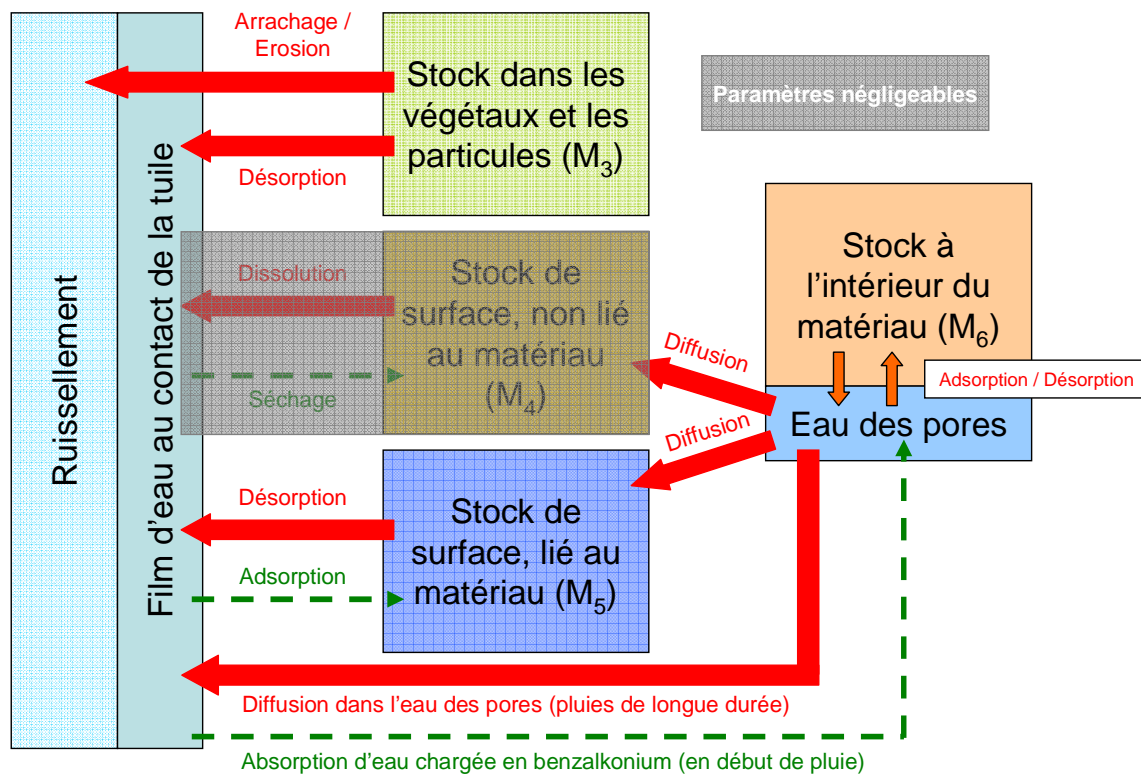 Arrachage /
Erosion
Désorption
Stock dans les
végétaux et les
particules (M3)
Paramètres négligeables
Ruissellement
Film d'eau au contact de la tuile
Dissolution
Séchage
Stock de
surface, non lié
au matériau
(M4)
Diffusion
Diffusion
Stock à
l'intérieur du
matériau (M6)
Adsorption / Désorption
Eau des pores
Désorption
Adsorption
Stock de
surface, lié au
matériau (M5)
Diffusion dans l'eau des pores (pluies de longue durée)
Absorption d'eau chargée en benzalkonium (en début de pluie)